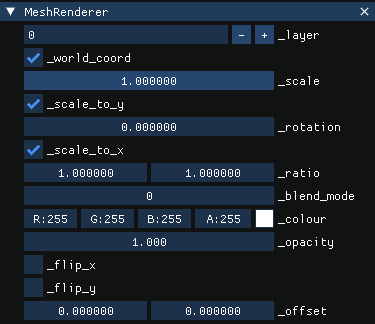 MeshRenderer
0 - + _layer
_world_coord
1.000000 _scale
_scale_to_y
0.000000 _rotation
_scale_to_x
1.000000 1.000000 _ratio
0 _blend_mode
R:255 G:255 B:255 A:255 _colour
1.000 _opacity
_flip_x
_flip_y
0.000000 0.000000 _offset